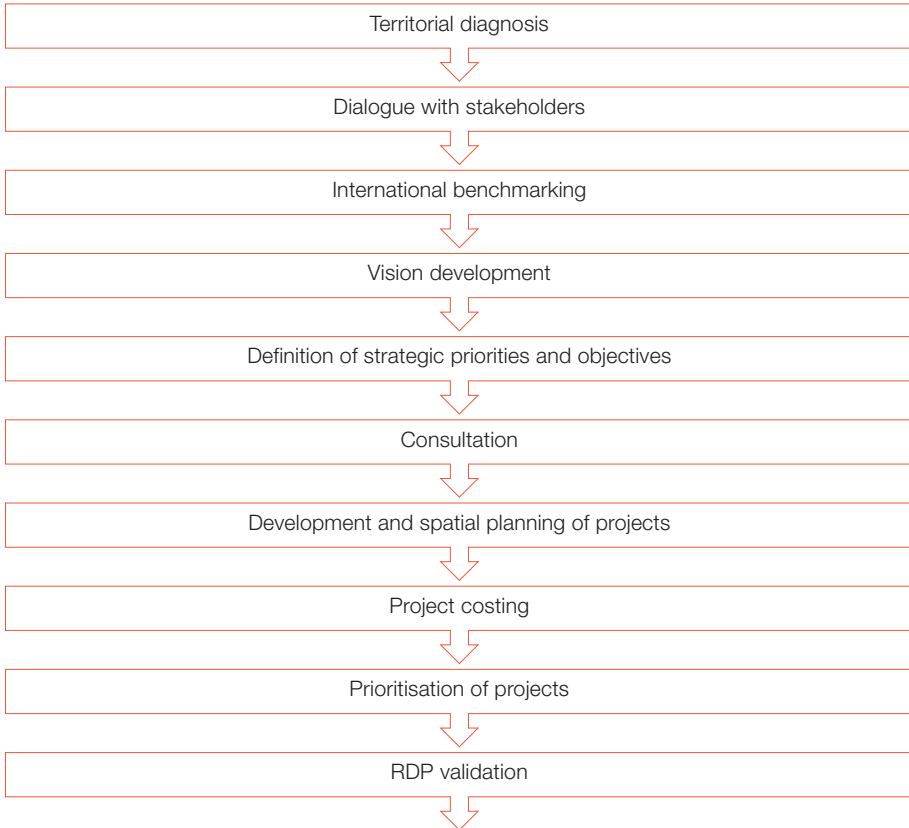 Territorial diagnosis
Dialogue with stakeholders
International benchmarking
Vision development
Definition of strategic priorities and objectives
Consultation
Development and spatial planning of projects
Project costing
Prioritisation of projects
RDP validation